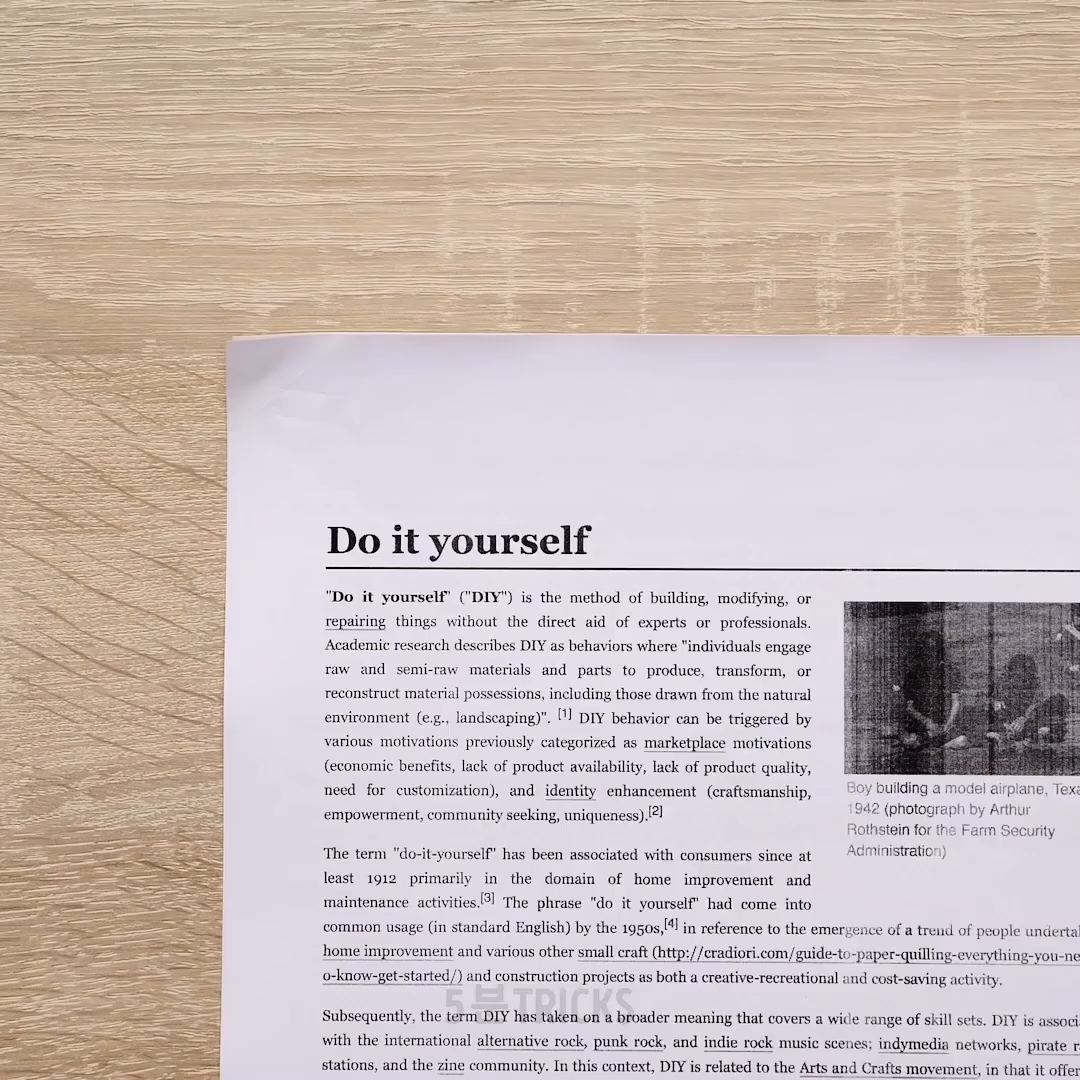 Do it yourself
"Do it yourself" ("DIY") is the method of building, modifying, or
repairing things without the direct aid of experts or professionals.
Academic research describes DIY as behaviors where "individuals engage
raw and semi-raw materials and parts to produce, transform, or
reconstruct material possessions, including those drawn from the natural
environment (e.g., landscaping)". [1] DIY behavior can be triggered by
various motivations previously categorized as marketplace motivations
(economic benefits, lack of product availability, lack of product quality,
need for customization), and identity enhancement (craftsmanship,
empowerment, community seeking, uniqueness).[2]
Boy building a model airplane,
1942 (photograph by Arthur
Rothstein for the Farm Security
Administration)
The term "do-it-yourself" has been associated with consumers since at
least 1912 primarily in the domain of home improvement and
maintenance activities.[3] The phrase "do it yourself" had come into
common usage (in standard English) by the 1950s,[4] in reference to the emergence of a trend of people
home improvement and various other small craft (http://cradiori.com/guide-to-paper-quilling-everything-you-ne
o-know-get-started/) and construction projects as both a creative-recreational and cost-saving activity.
Subsequently, the term DIY has taken on a broader meaning that covers a wide range of skill sets. DIY is
with the international alternative rock, punk rock, and indie rock music scenes; indymedia networks, pirate
stations, and the zine community. In this context, DIY is related to the Arts and Crafts movement, in that it
5분 TRICKS